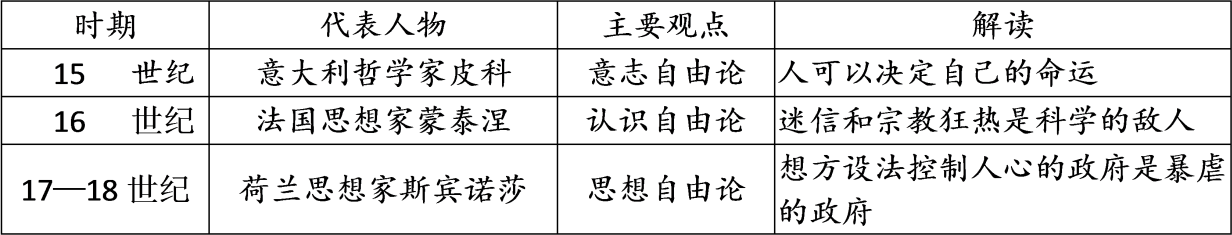 时期 代表人物 主要观点 解读
15 世纪 意大利哲学家皮科 意志自由论 人可以决定自己的命运
16 世纪 法国思想家蒙泰涅 认识自由论 迷信和宗教狂热是科学的敌人
17—18 世纪 荷兰思想家斯宾诺莎 思想自由论 想方设法控制人心的政府是暴虐
的政府